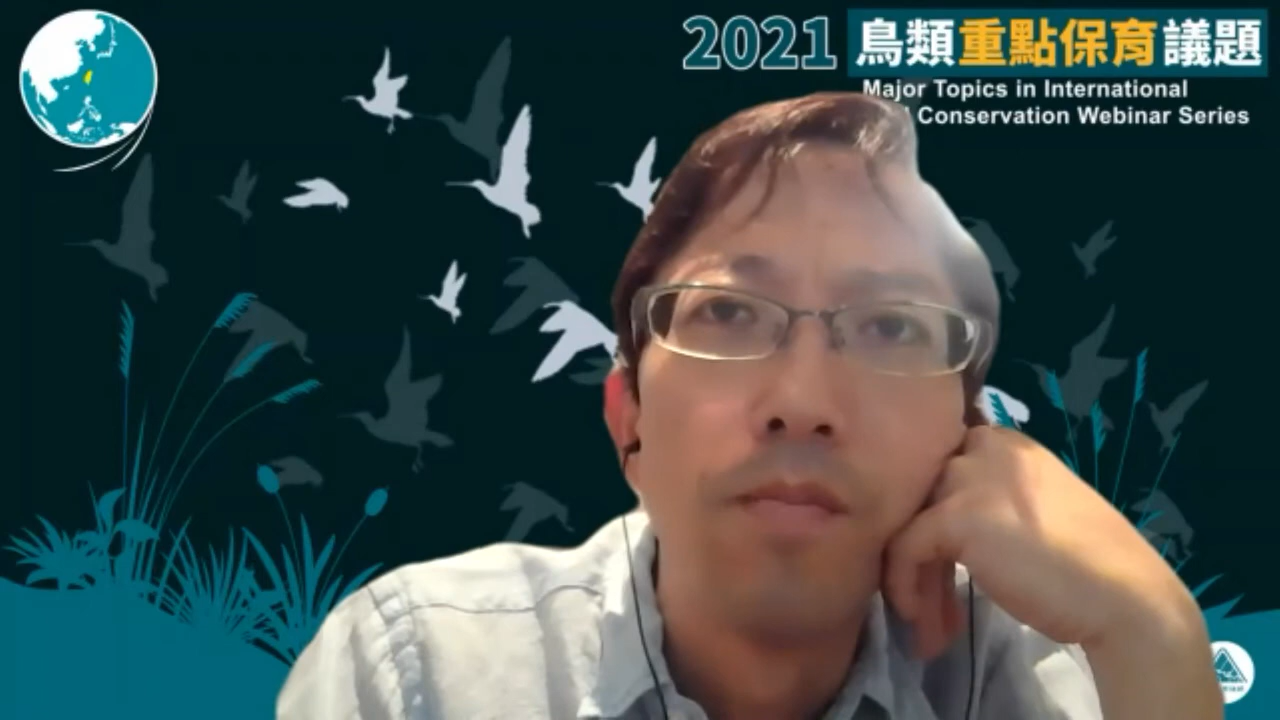 2021 鳥類重點保育議題
Major Topics in International
Conservation Webinar Series